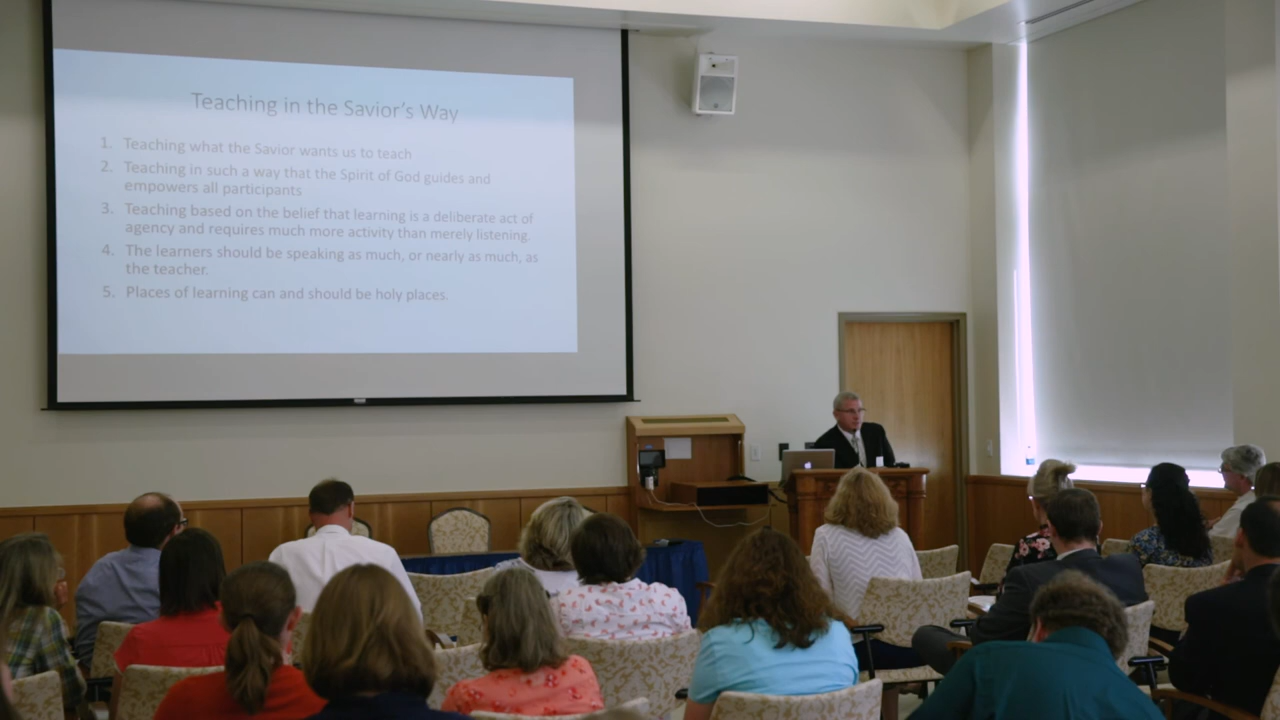 Teaching in the Savior's Way
1. Teaching what the Savior wants us to teach
2. Teaching in such a way that the Spirit of God guides and
empowers all participants
3. Teaching based on the belief that learning is a deliberate act of
agency and requires much more activity than merely listening.
4. The learners should be speaking as much, or nearly as much, as
the teacher.
5. Places of learning can and should be holy places.